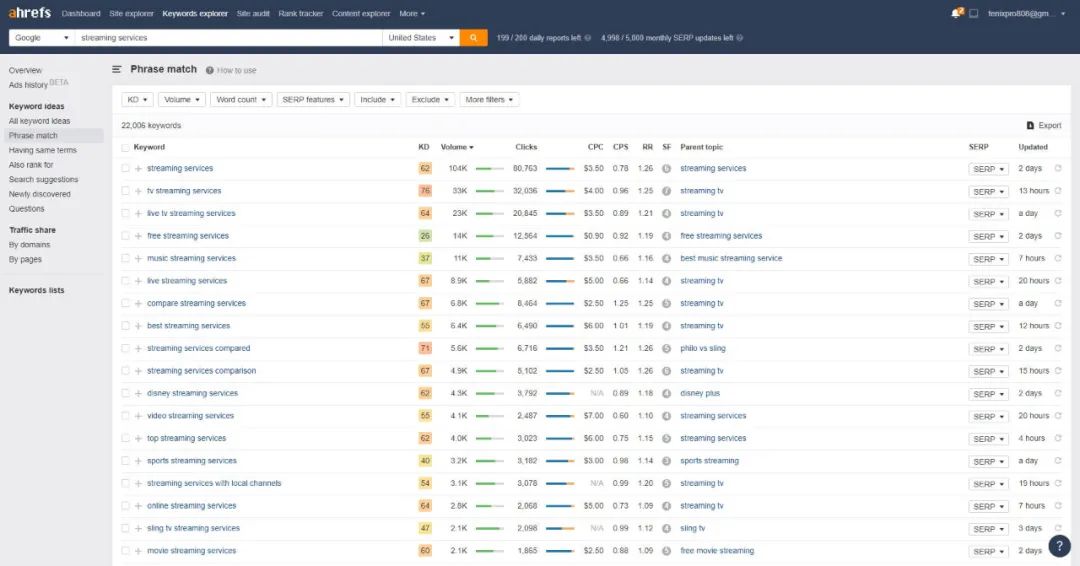 ahrefs Dashboard Site explorer Keywords explorer Site audit Rank tracker Content explorer More 2 fenixpro806@gm...
Google streaming services United States 199 / 200 daily reports left 4,998 / 5,000 monthly SERP updates left
Overview
Ads history BETA
Keyword ideas
All keyword ideas
Phrase match
Having same terms
Also rank for
Search suggestions
Newly discovered
Questions
Traffic share
By domains
By pages
Keywords lists
Phrase match ? How to use
KD Volume Word count SERP features Include Exclude More filters
22,006 keywords Export
Keyword KD Volume Clicks CPC CPS RR SF Parent topic SERP Updated
streaming services 62 104K 80,763 $3.50 0.78 1.26 6 streaming services SERP 2 days
tv streaming services 76 33K 32,036 $4.00 0.96 1.25 7 streaming tv SERP 13 hours
live tv streaming services 64 23K 20,845 $3.50 0.89 1.21 4 streaming tv SERP a day
free streaming services 26 14K 12,564 $0.90 0.92 1.19 4 free streaming services SERP 2 days
music streaming services 37 11K 7,433 $3.50 0.66 1.16 4 best music streaming service SERP 7 hours
live streaming services 67 8.9K 5,882 $5.00 0.66 1.14 4 streaming tv SERP 20 hours
compare streaming services 67 6.8K 8,464 $2.50 1.25 1.25 5 streaming tv SERP a day
best streaming services 55 6.4K 6,490 $6.00 1.01 1.19 4 streaming tv SERP 12 hours
streaming services compared 71 5.6K 6,716 $3.50 1.21 1.26 5 philo vs sling SERP 2 days
streaming services comparison 67 4.9K 5,102 $2.50 1.05 1.26 6 streaming tv SERP 15 hours
disney streaming services 62 4.3K 3,792 N/A 0.89 1.18 4 disney plus SERP 2 days
video streaming services 55 4.1K 2,487 $7.00 0.60 1.10 4 streaming services SERP 20 hours
top streaming services 62 4.0K 3,023 $6.00 0.75 1.15 5 streaming services SERP 4 hours
sports streaming services 40 3.2K 3,182 $3.00 0.98 1.14 3 sports streaming SERP a day
streaming services with local channels 54 3.1K 3,078 N/A 0.99 1.20 5 streaming tv SERP 19 hours
online streaming services 64 2.8K 2,068 $5.00 0.73 1.09 4 streaming tv SERP 7 hours
sling tv streaming services 47 2.1K 2,098 N/A 0.99 1.12 4 sling tv SERP 3 days
movie streaming services 60 2.1K 1,865 $2.50 0.88 1.09 5 free movie streaming SERP 2 days
?